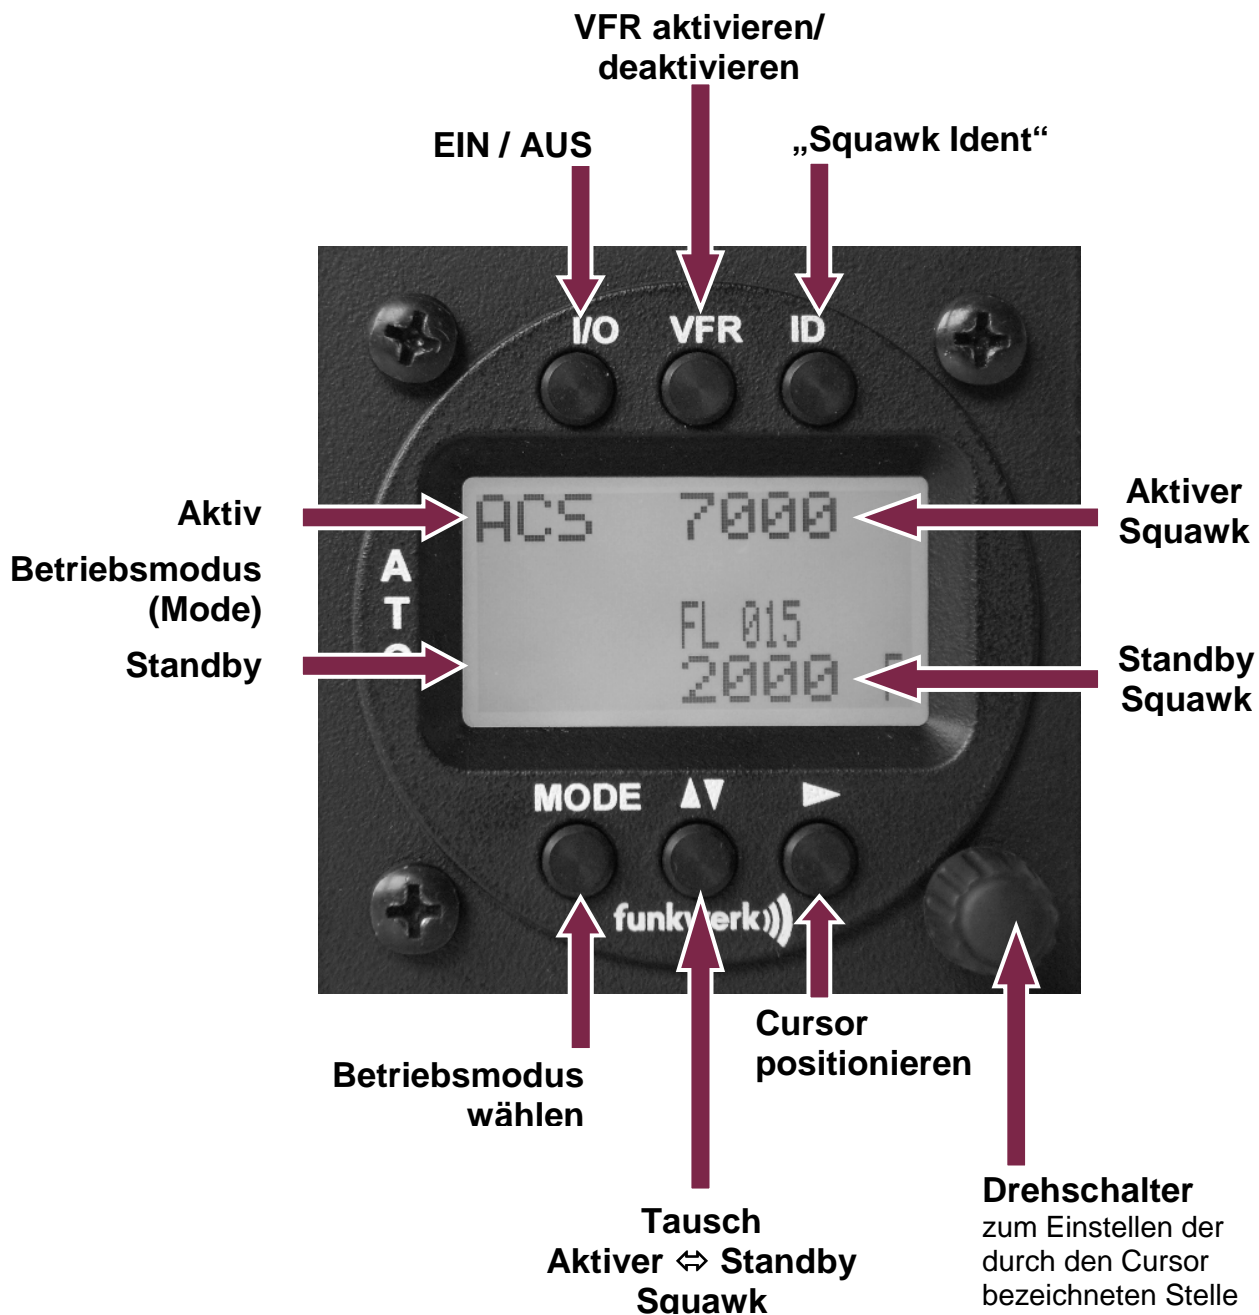 VFR aktivieren/
deaktivieren
EIN / AUS
„Squawk Ident“
I/O VFR ID
Aktiv
Betriebsmodus
(Mode)
Standby
ACS 7000
FL 015
2000
Aktiver
Squawk
Standby
Squawk
A
T
MODE
funkwerk
Cursor
positionieren
Betriebsmodus
wählen
Tausch
Aktiver ⇔ Standby
Squawk
Drehschalter
zum Einstellen der
durch den Cursor
bezeichneten Stelle